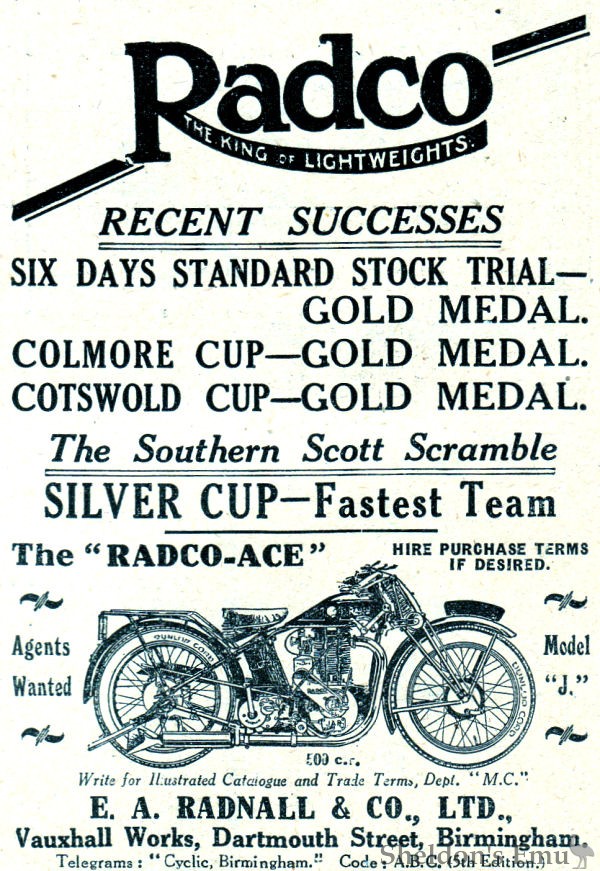 Radco
THE KING OF LIGHTWEIGHTS.
RECENT SUCCESSES
SIX DAYS STANDARD STOCK TRIAL—
GOLD MEDAL.
COLMORE CUP—GOLD MEDAL.
COTSWOLD CUP—GOLD MEDAL.
The Southern Scott Scramble
SILVER CUP—Fastest Team
The "RADCO-ACE"
HIRE PURCHASE TERMS
IF DESIRED.
Agents
Wanted
Model
"J."
DUNLOP CORD
RADCO
JAP
DUNLOP CORD
500 c.c.
Write for Illustrated Catalogue and Trade Terms, Dept. "M.C."
E. A. RADNALL & CO., LTD.,
Vauxhall Works, Dartmouth Street, Birmingham.
Telegrams: "Cyclic, Birmingham." Code: A.B.C. (5th Edition.)
Sheldon's Emu